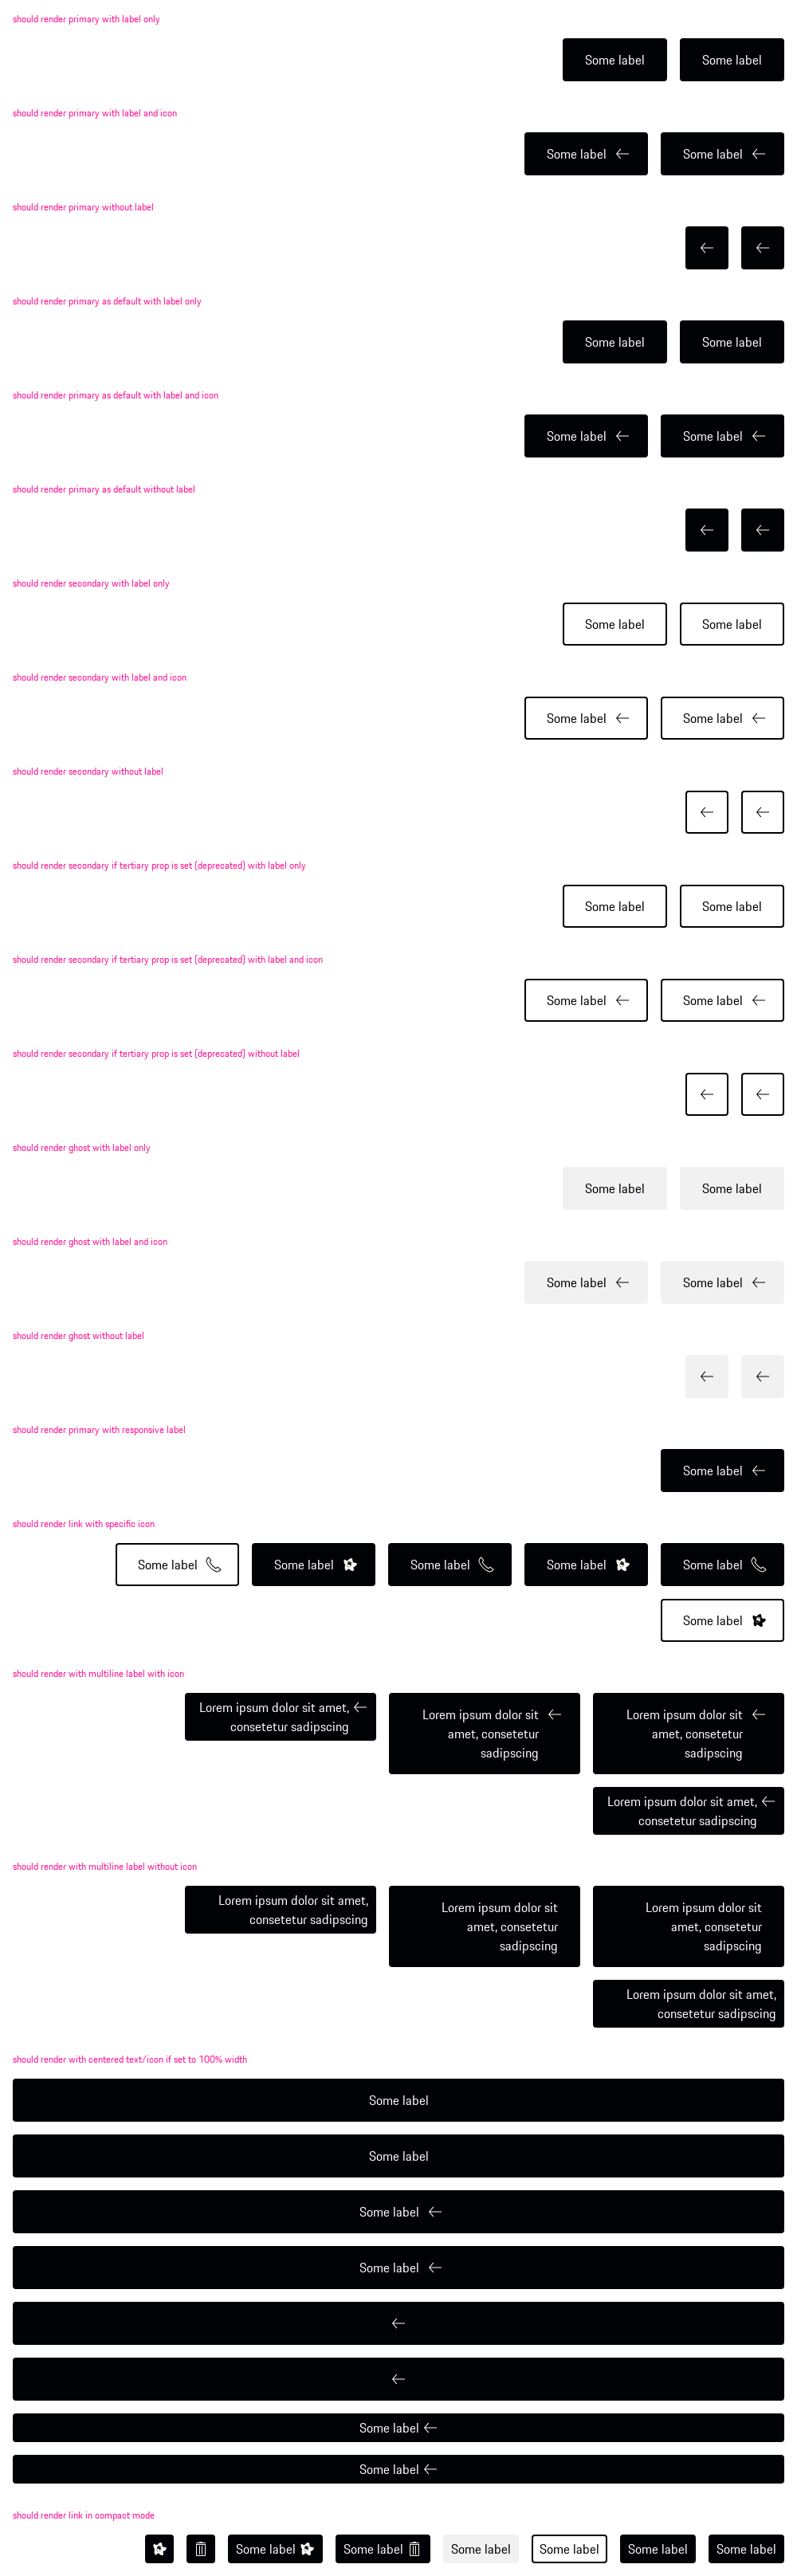 should render primary with label only
Some label Some label
should render primary with label and icon
Some label Some label
should render primary without label
should render primary as default with label only
Some label Some label
should render primary as default with label and icon
Some label Some label
should render primary as default without label
should render secondary with label only
Some label Some label
should render secondary with label and icon
Some label Some label
should render secondary without label
should render secondary if tertiary prop is set (deprecated) with label only
Some label Some label
should render secondary if tertiary prop is set (deprecated) with label and icon
Some label Some label
should render secondary if tertiary prop is set (deprecated) without label
should render ghost with label only
Some label Some label
should render ghost with label and icon
Some label Some label
should render ghost without label
should render primary with responsive label
Some label
should render link with specific icon
Some label Some label Some label Some label Some label
Some label
should render with multiline label with icon
Lorem ipsum dolor sit amet,
consetetur sadipscing
Lorem ipsum dolor sit
amet, consetetur
sadipscing
Lorem ipsum dolor sit
amet, consetetur
sadipscing
Lorem ipsum dolor sit amet,
consetetur sadipscing
should render with multiline label without icon
Lorem ipsum dolor sit amet,
consetetur sadipscing
Lorem ipsum dolor sit
amet, consetetur
sadipscing
Lorem ipsum dolor sit
amet, consetetur
sadipscing
Lorem ipsum dolor sit amet,
consetetur sadipscing
should render with centered text/icon if set to 100% width
Some label
Some label
Some label
Some label
Some label
Some label
should render link in compact mode
Some label Some label Some label Some label Some label Some label